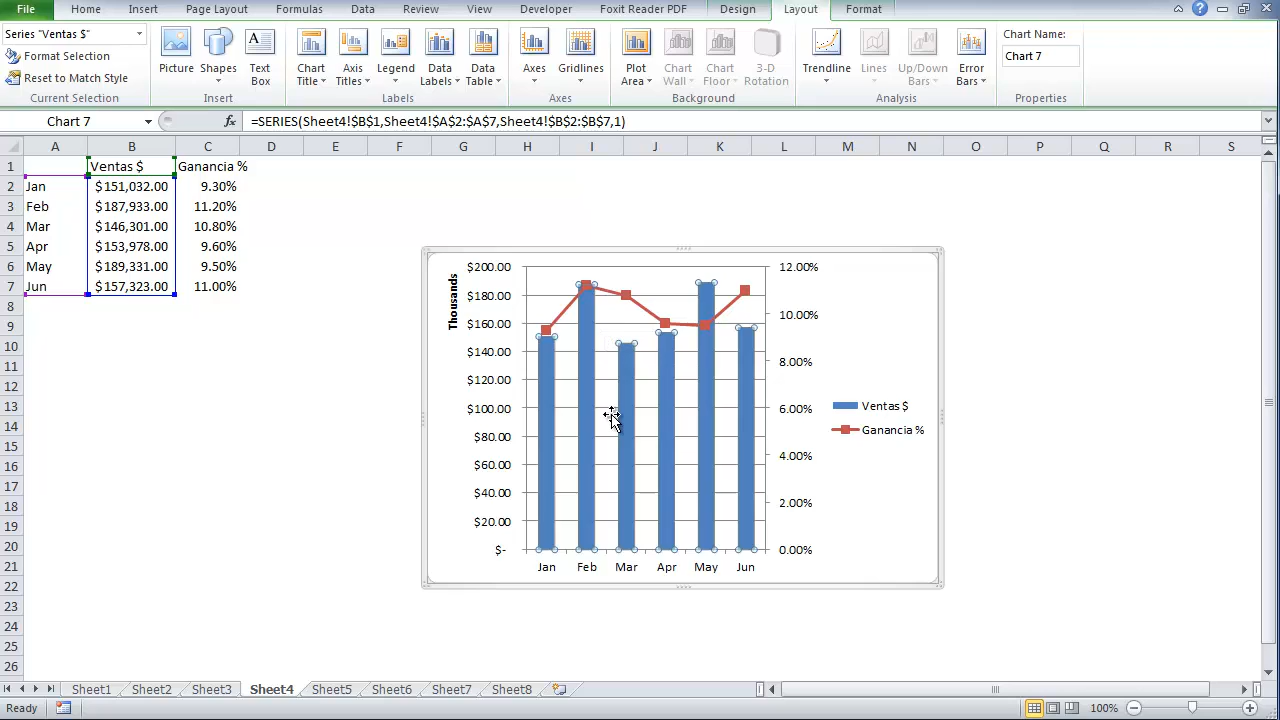 File Home Insert Page Layout Formulas Data Review View Developer Foxit Reader PDF Design Layout Format
Series "Ventas $"
Format Selection
Reset to Match Style
Current Selection
Picture Shapes Text Box
Insert
Chart Title Axis Titles Legend Data Labels Data Table
Labels
Axes Gridlines
Axes
Plot Area Chart Wall Chart Floor 3-D Rotation
Background
Trendline Lines Up/Down Bars Error Bars
Analysis
Chart Name:
Chart 7
Properties
Chart 7 fx =SERIES(Sheet4!$B$1,Sheet4!$A$2:$A$7,Sheet4!$B$2:$B$7,1)
A B C D E F G H I J K L M N O P Q R S
1 Ventas $ Ganancia %
2 Jan $151,032.00 9.30%
3 Feb $187,933.00 11.20%
4 Mar $146,301.00 10.80%
5 Apr $153,978.00 9.60%
6 May $189,331.00 9.50%
7 Jun $157,323.00 11.00%
8
9
10
11
12
13
14
15
16
17
18
19
20
21
22
23
24
25
26
Thousands
$200.00
$180.00
$160.00
$140.00
$120.00
$100.00
$80.00
$60.00
$40.00
$20.00
$-
12.00%
10.00%
8.00%
6.00%
4.00%
2.00%
0.00%
Jan Feb Mar Apr May Jun
Ventas $
Ganancia %
Sheet1 Sheet2 Sheet3 Sheet4 Sheet5 Sheet6 Sheet7 Sheet8
Ready 100%